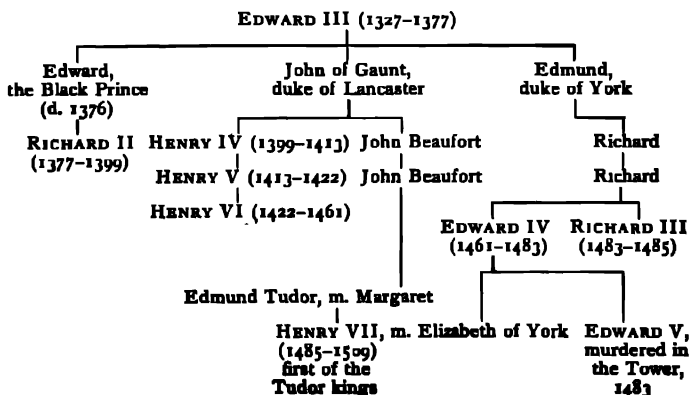 EDWARD III (1327–1377)
Edward,
the Black Prince
(d. 1376)
John of Gaunt,
duke of Lancaster
Edmund,
duke of York
RICHARD II
(1377–1399)
HENRY IV (1399–1413)
John Beaufort
Richard
HENRY V (1413–1422)
John Beaufort
Richard
HENRY VI (1422–1461)
EDWARD IV
(1461–1483)
RICHARD III
(1483–1485)
Edmund Tudor, m. Margaret
HENRY VII, m. Elizabeth of York
(1485–1509)
first of the
Tudor kings
EDWARD V,
murdered in
the Tower,
1483